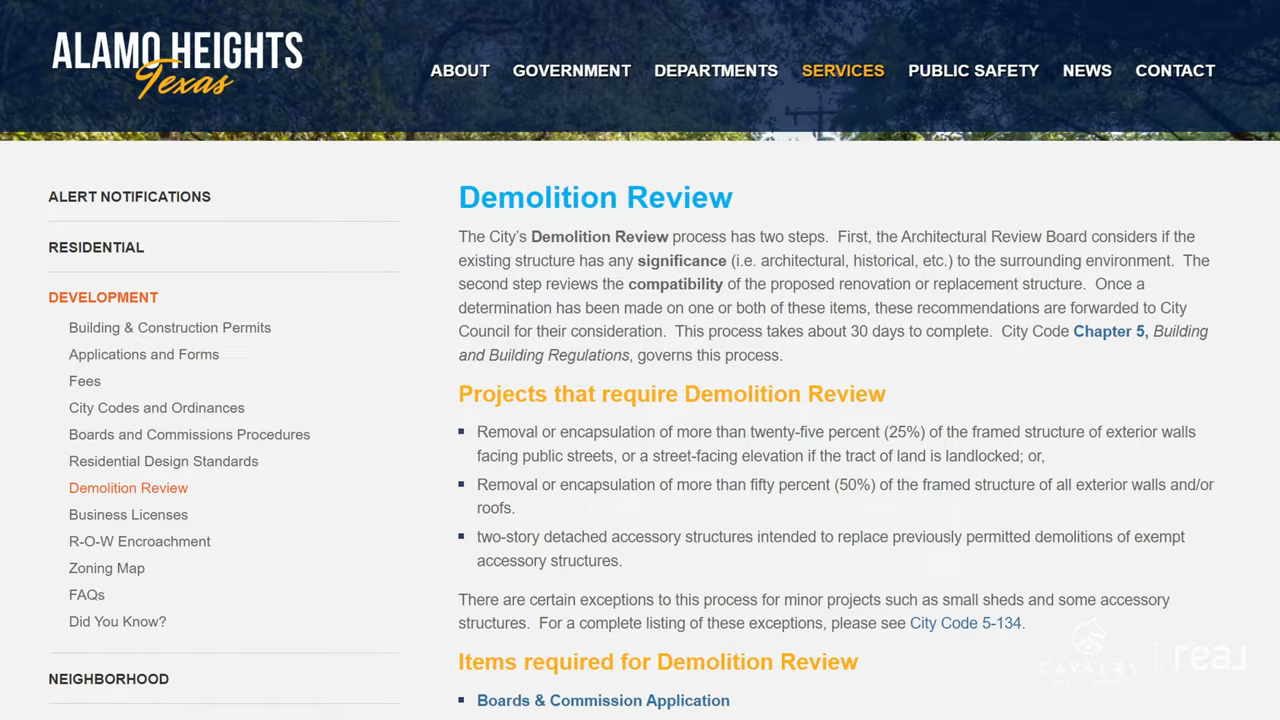 ALAMO HEIGHTS
Texas
ABOUT GOVERNMENT DEPARTMENTS SERVICES PUBLIC SAFETY NEWS CONTACT
ALERT NOTIFICATIONS
RESIDENTIAL
DEVELOPMENT
Building & Construction Permits
Applications and Forms
Fees
City Codes and Ordinances
Boards and Commissions Procedures
Residential Design Standards
Demolition Review
Business Licenses
R-O-W Encroachment
Zoning Map
FAQs
Did You Know?
NEIGHBORHOOD
Demolition Review
The City's Demolition Review process has two steps. First, the Architectural Review Board considers if the
existing structure has any significance (i.e. architectural, historical, etc.) to the surrounding environment. The
second step reviews the compatibility of the proposed renovation or replacement structure. Once a
determination has been made on one or both of these items, these recommendations are forwarded to City
Council for their consideration. This process takes about 30 days to complete. City Code Chapter 5, Building
and Building Regulations, governs this process.
Projects that require Demolition Review
Removal or encapsulation of more than twenty-five percent (25%) of the framed structure of exterior walls
facing public streets, or a street-facing elevation if the tract of land is landlocked; or,
Removal or encapsulation of more than fifty percent (50%) of the framed structure of all exterior walls and/or
roofs.
two-story detached accessory structures intended to replace previously permitted demolitions of exempt
accessory structures.
There are certain exceptions to this process for minor projects such as small sheds and some accessory
structures. For a complete listing of these exceptions, please see City Code 5-134.
Items required for Demolition Review
Boards & Commission Application
CAVALRY
real